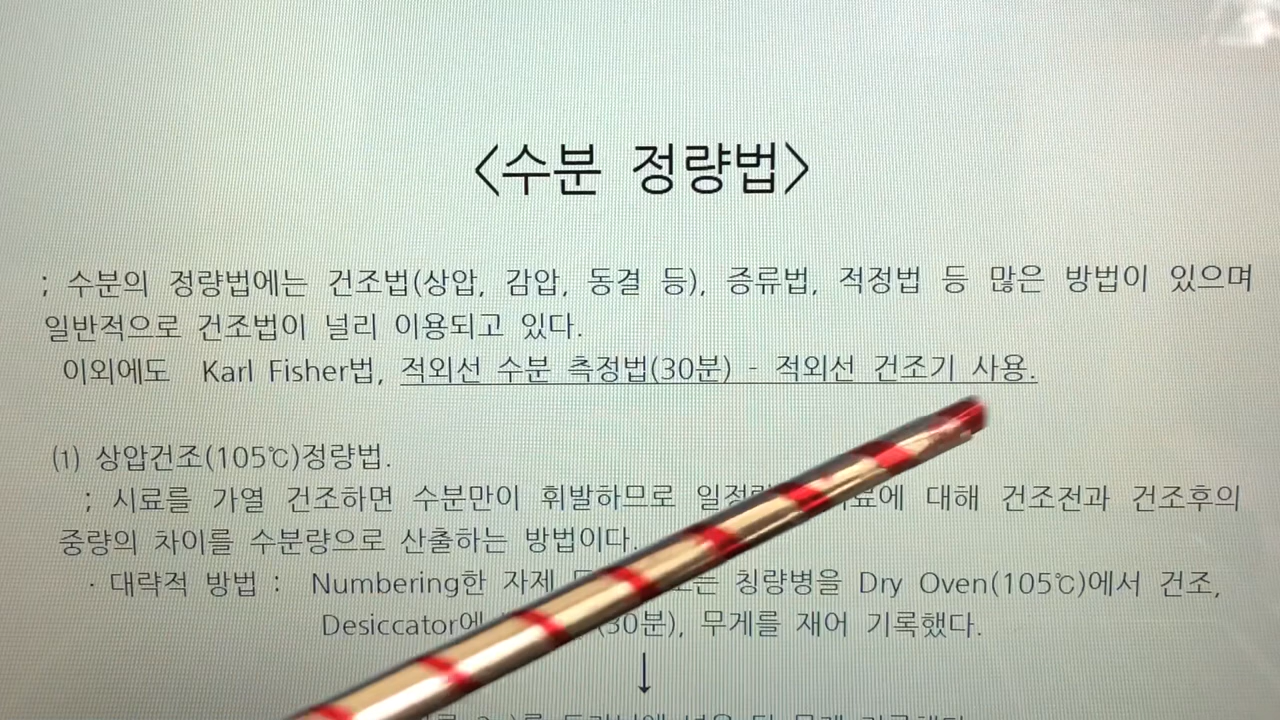 <수분 정량법>
; 수분의 정량법에는 건조법(상압, 감압, 동결 등), 증류법, 적정법 등 많은 방법이 있으며
일반적으로 건조법이 널리 이용되고 있다.
이외에도 Karl Fisher법, 적외선 수분 측정법(30분) - 적외선 건조기 사용.
(1) 상압건조(105℃)정량법.
; 시료를 가열 건조하면 수분만이 휘발하므로 대해 건조전과 건조후의
중량의 차이를 수분량으로 산출하는 방법이다.
· 대략적 방법 : Numbering한 자제 칭량병을 Dry Oven(105℃)에서 건조,
Desiccator에 (30분), 무게를 재어 기록했다.
↓